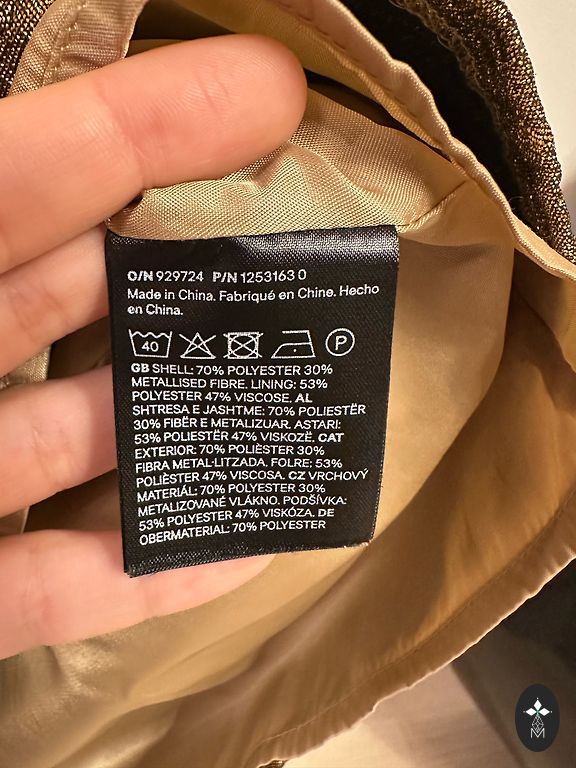 O/N 929724 P/N 1253163 0
Made in China. Fabriqué en Chine. Hecho
en China.
40 P
GB SHELL: 70% POLYESTER 30%
METALLISED FIBRE. LINING: 53%
POLYESTER 47% VISCOSE. AL
SHTRESA E JASHTME: 70% POLIESTËR
30% FIBËR E METALIZUAR. ASTARI:
53% POLIESTËR 47% VISKOZË. CAT
EXTERIOR: 70% POLIÈSTER 30%
FIBRA METAL·LITZADA. FOLRE: 53%
POLIÈSTER 47% VISCOSA. CZ VRCHOVÝ
MATERIÁL: 70% POLYESTER 30%
METALIZOVANÉ VLÁKNO. PODŠÍVKA:
53% POLYESTER 47% VISKÓZA. DE
OBERMATERIAL: 70% POLYESTER
M